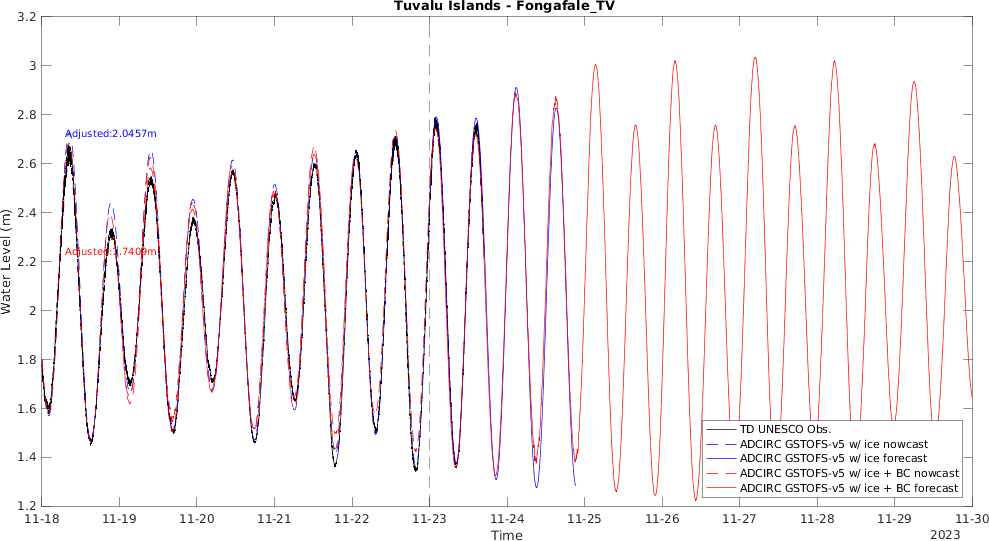 Tuvalu Islands - Fongafale_TV
3.2
3
2.8
2.6
2.4
2.2
2
1.8
1.6
1.4
1.2
Water Level (m)
Adjusted:2.0457m
Adjusted:1.7409m
TD UNESCO Obs.
ADCIRC GSTOFS-v5 w/ ice nowcast
ADCIRC GSTOFS-v5 w/ ice forecast
ADCIRC GSTOFS-v5 w/ ice + BC nowcast
ADCIRC GSTOFS-v5 w/ ice + BC forecast
11-18 11-19 11-20 11-21 11-22 11-23 11-24 11-25 11-26 11-27 11-28 11-29 11-30
Time
2023